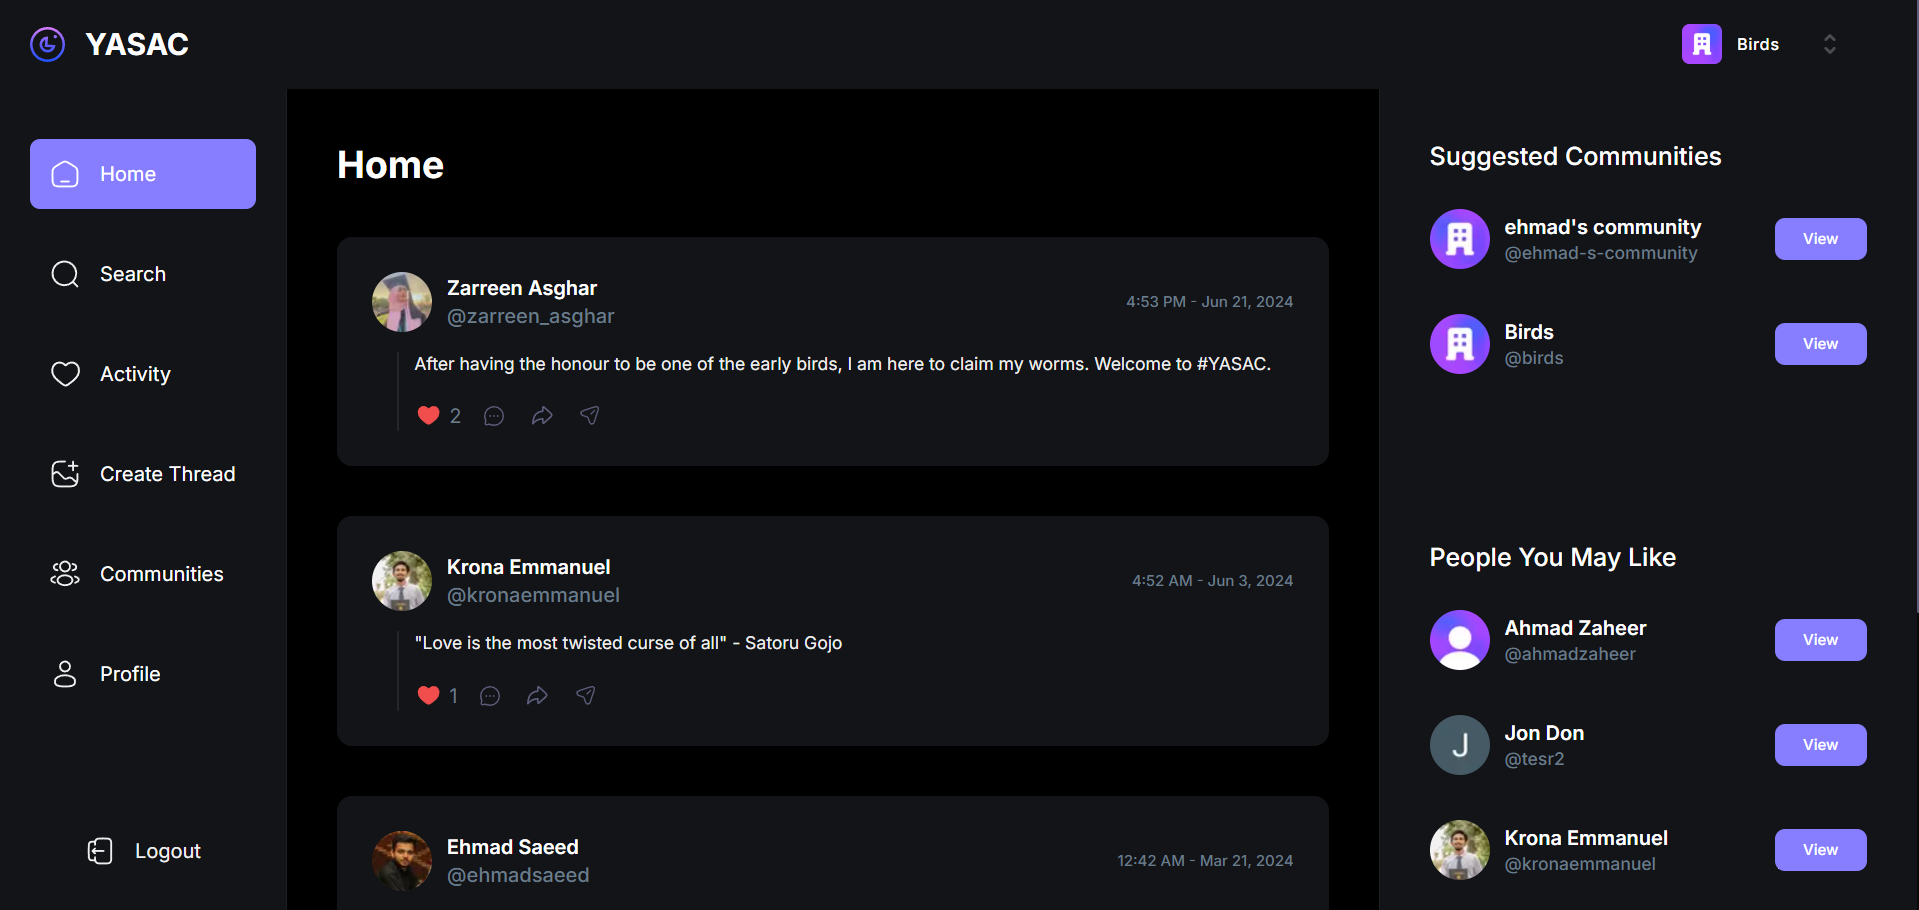 YASAC
Birds
Home
Search
Activity
Create Thread
Communities
Profile
Logout
Home
Zarreen Asghar
@zarreen_asghar
4:53 PM - Jun 21, 2024
After having the honour to be one of the early birds, I am here to claim my worms. Welcome to #YASAC.
2
Krona Emmanuel
@kronaemmanuel
4:52 AM - Jun 3, 2024
"Love is the most twisted curse of all" - Satoru Gojo
1
Ehmad Saeed
@ehmadsaeed
12:42 AM - Mar 21, 2024
Suggested Communities
ehmad's community
@ehmad-s-community
View
Birds
@birds
View
People You May Like
Ahmad Zaheer
@ahmadzaheer
View
J
Jon Don
@tesr2
View
Krona Emmanuel
@kronaemmanuel
View